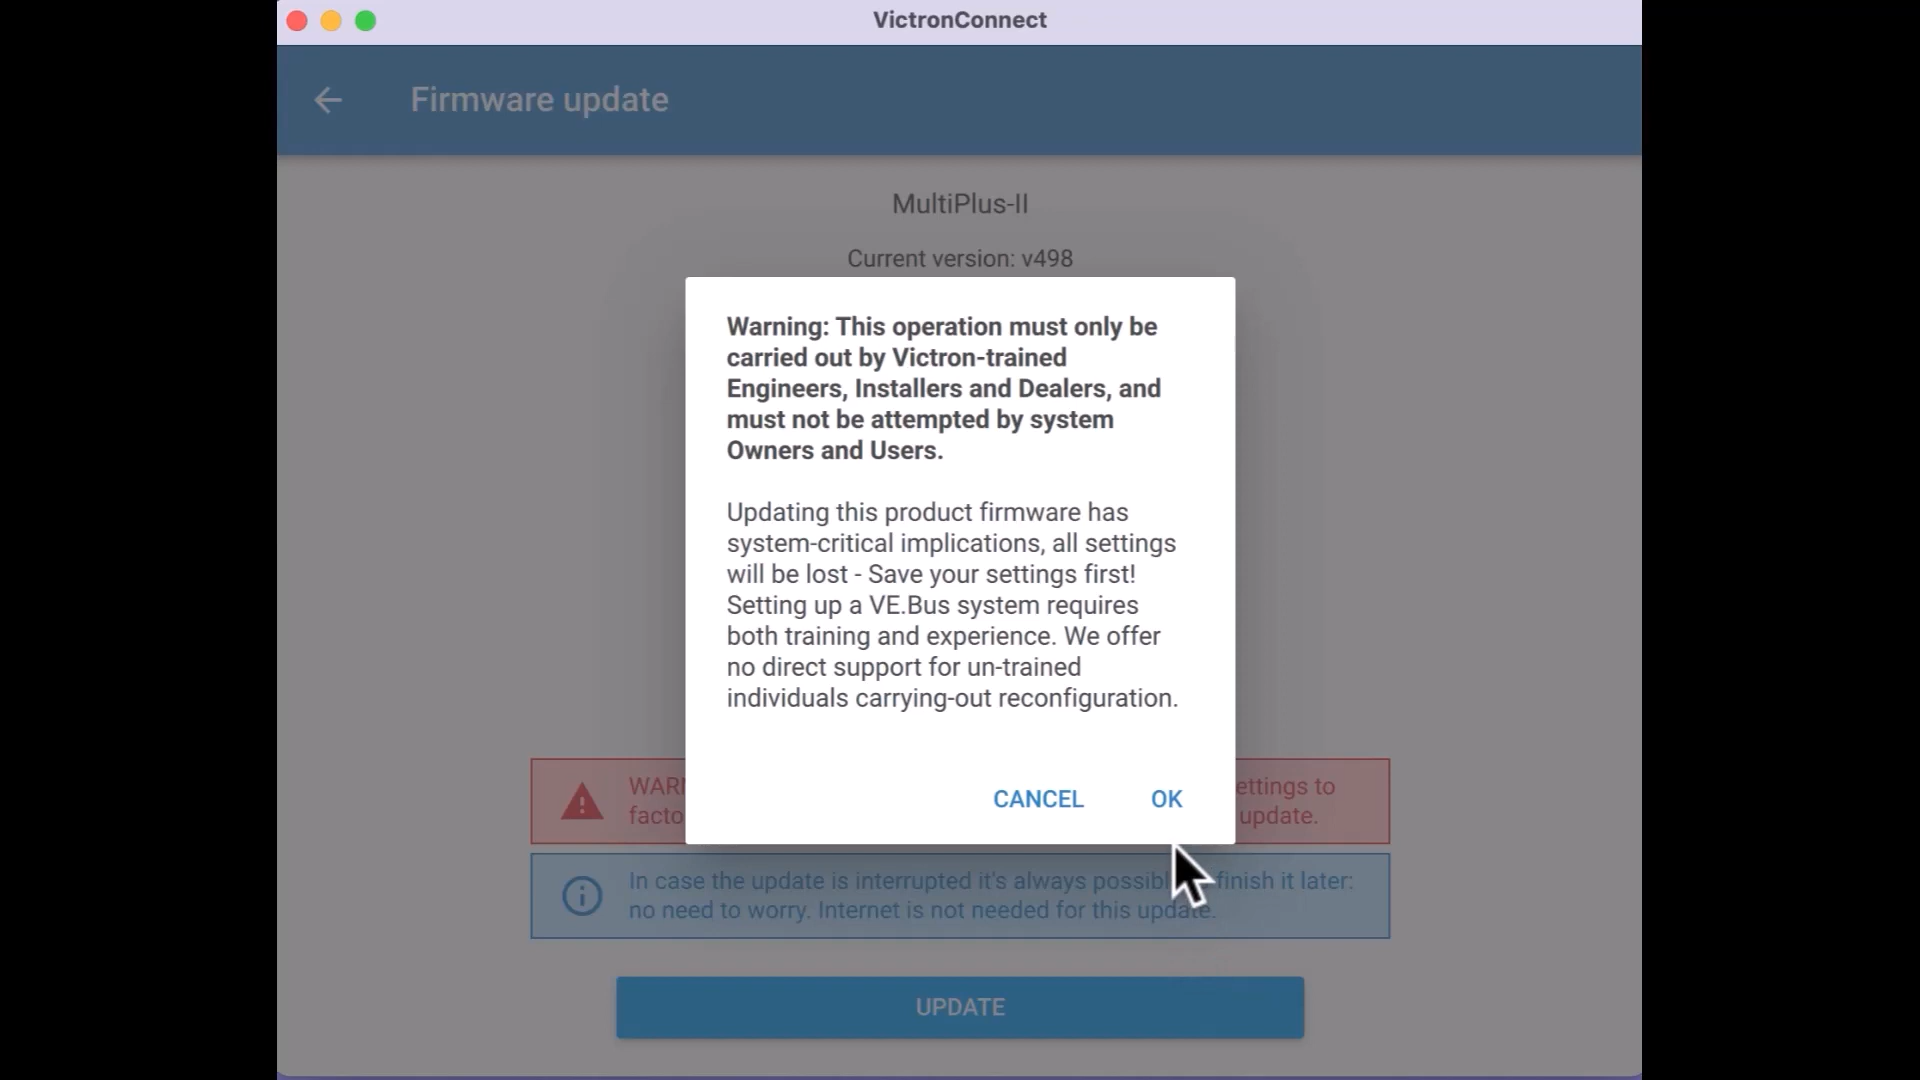 VictronConnect
Firmware update
MultiPlus-II
Current version: v498
Warning: This operation must only be
carried out by Victron-trained
Engineers, Installers and Dealers, and
must not be attempted by system
Owners and Users.
Updating this product firmware has
system-critical implications, all settings
will be lost - Save your settings first!
Setting up a VE.Bus system requires
both training and experience. We offer
no direct support for un-trained
individuals carrying-out reconfiguration.
CANCEL OK
to
update.
In case the update is interrupted it's always finish it later:
no need to worry. Internet is not needed for this update.
UPDATE